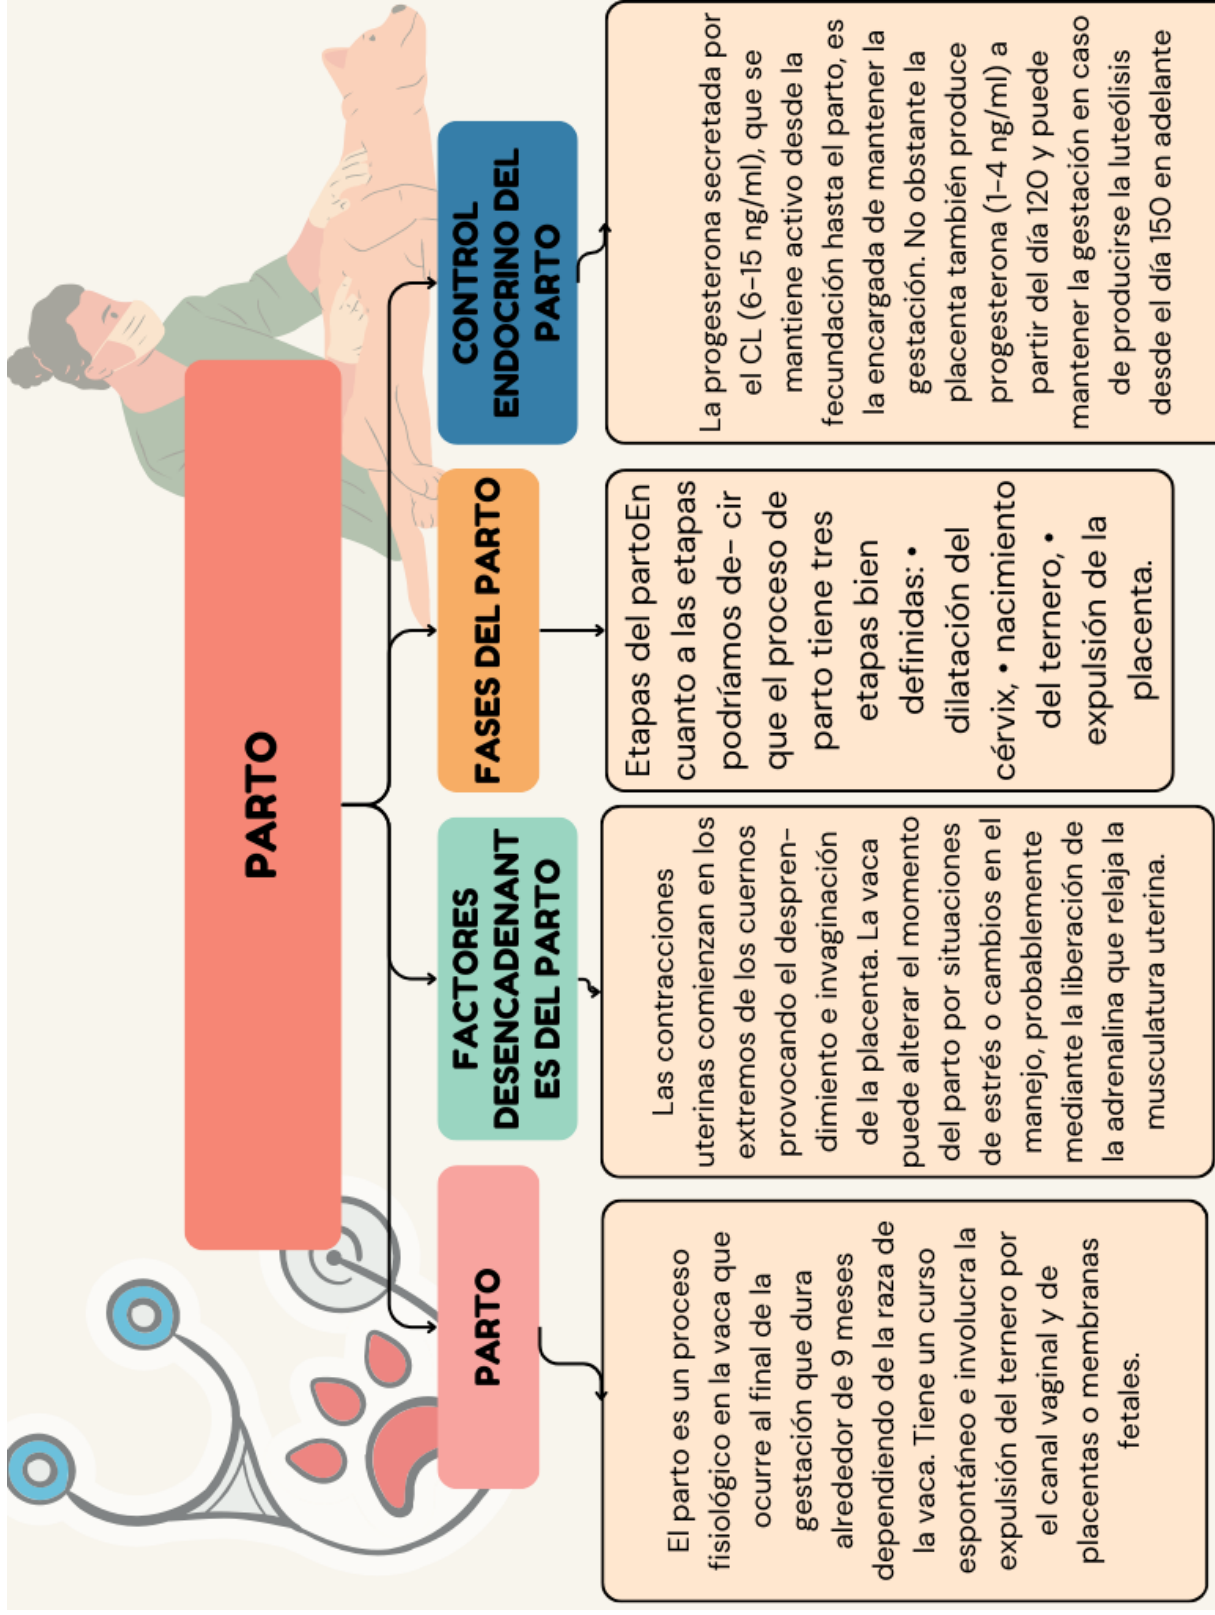 PARTO
PARTO
El parto es un proceso
fisiológico en la vaca que
ocurre al final de la
gestación que dura
alrededor de 9 meses
dependiendo de la raza de
la vaca. Tiene un curso
espontáneo e involucra la
expulsión del ternero por
el canal vaginal y de
placentas o membranas
fetales.
FACTORES
DESENCADENANT
ES DEL PARTO
Las contracciones
uterinas comienzan en los
extremos de los cuernos
provocando el despren-
dimiento e invaginación
de la placenta. La vaca
puede alterar el momento
del parto por situaciones
de estrés o cambios en el
manejo, probablemente
mediante la liberación de
la adrenalina que relaja la
musculatura uterina.
FASES DEL PARTO
Etapas del partoEn
cuanto a las etapas
podríamos de- cir
que el proceso de
parto tiene tres
etapas bien
definidas: •
dilatación del
cérvix, • nacimiento
del ternero, •
expulsión de la
placenta.
CONTROL
ENDOCRINO DEL
PARTO
La progesterona secretada por
el CL (6-15 ng/ml), que se
mantiene activo desde la
fecundación hasta el parto, es
la encargada de mantener la
gestación. No obstante la
placenta también produce
progesterona (1-4 ng/ml) a
partir del día 120 y puede
mantener la gestación en caso
de producirse la luteólisis
desde el día 150 en adelante